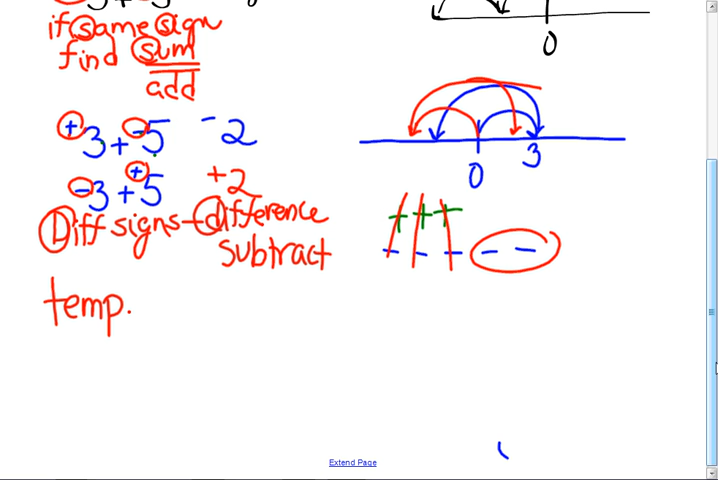 if same sign
find sum
add
+3 + -5 -2
-3 + +5 +2
Diff signs - difference
subtract
temp.
0
0 3
+ + +
- - - - -
Extend Page